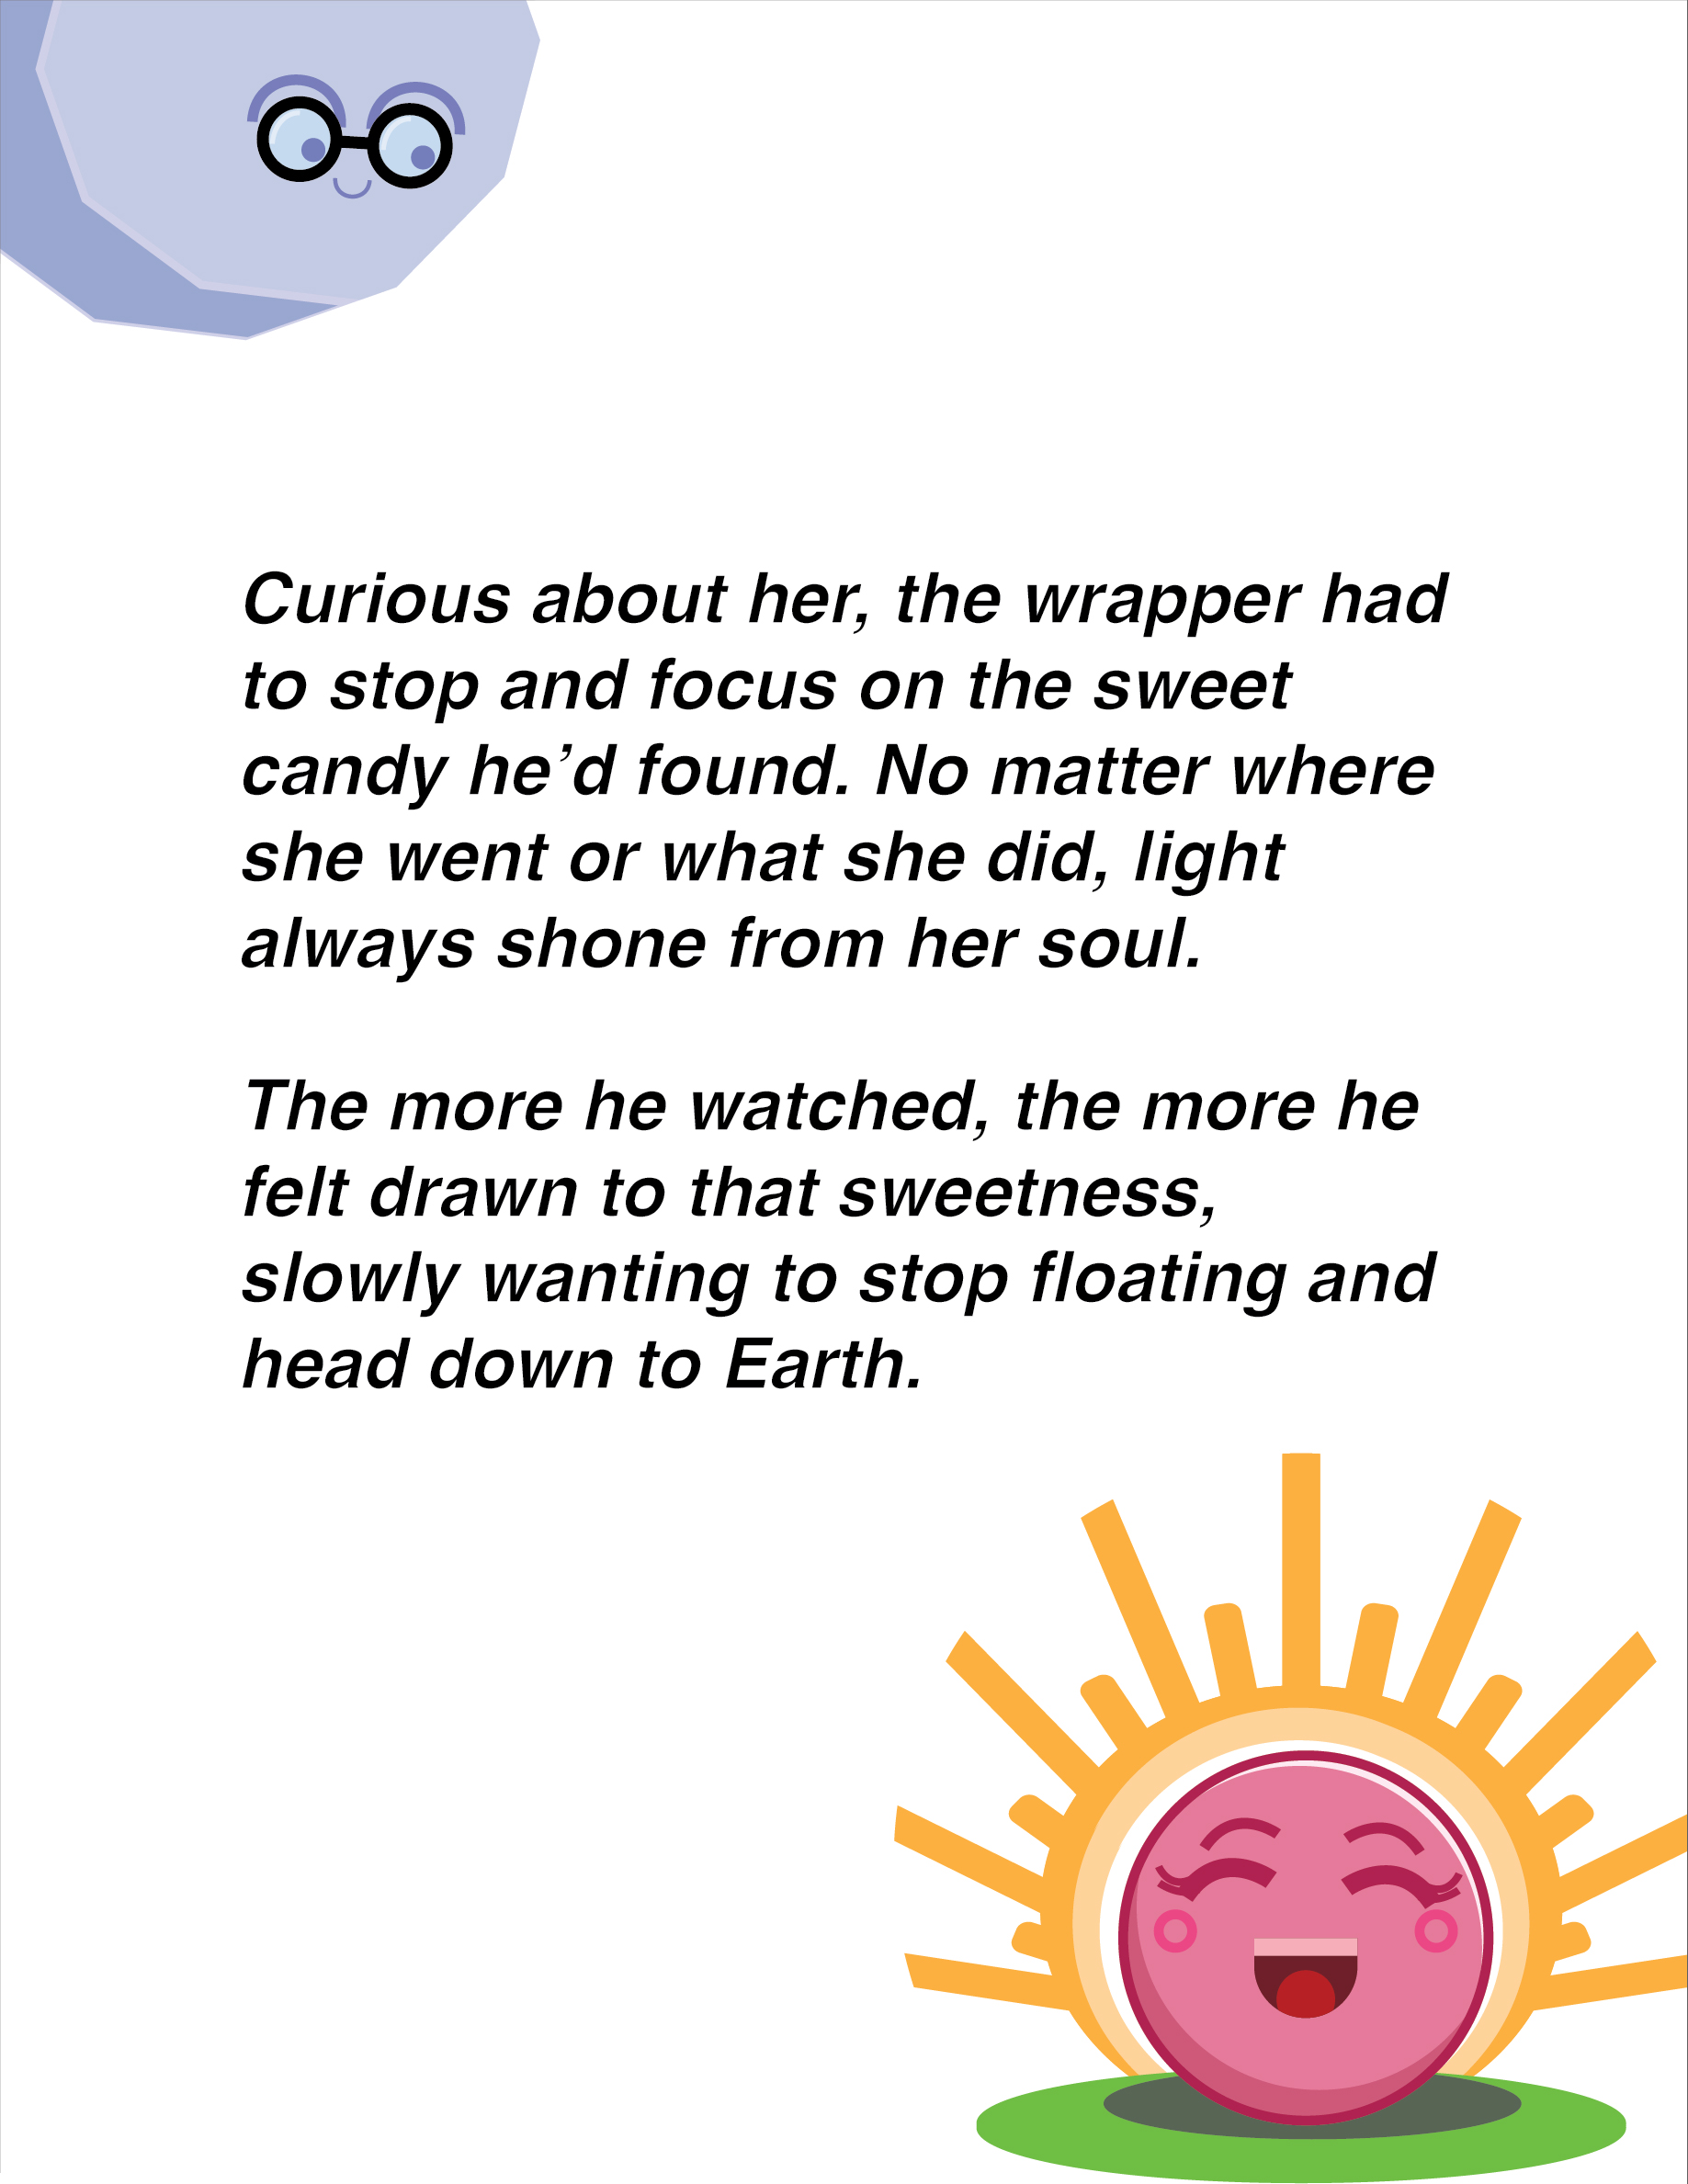 Curious about her, the wrapper had
to stop and focus on the sweet
candy he’d found. No matter where
she went or what she did, light
always shone from her soul.
The more he watched, the more he
felt drawn to that sweetness,
slowly wanting to stop floating and
head down to Earth.